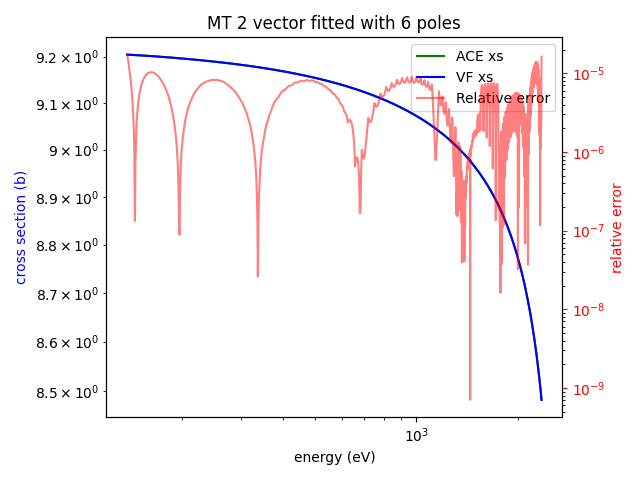 MT 2 vector fitted with 6 poles
ACE xs
VF xs
Relative error
cross section (b)
9.2 × 10⁰
9.1 × 10⁰
9 × 10⁰
8.9 × 10⁰
8.8 × 10⁰
8.7 × 10⁰
8.6 × 10⁰
8.5 × 10⁰
10⁻⁵
10⁻⁶
10⁻⁷
10⁻⁸
10⁻⁹
relative error
10³
energy (eV)